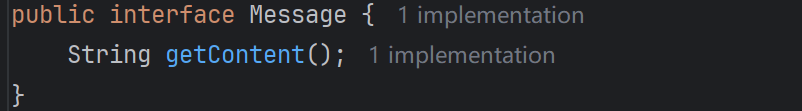 public interface Message { 1 implementation
    String getContent(); 1 implementation
}